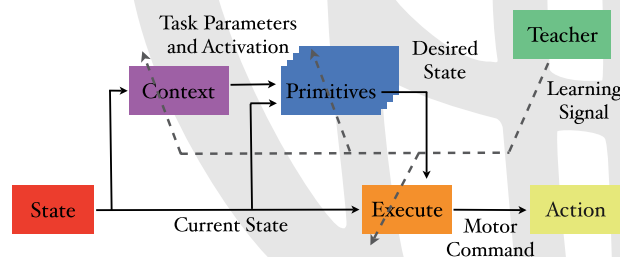 Task Parameters
and Activation
Teacher
Desired
State
Context
Primitives
Learning
Signal
State
Current State
Execute
Motor
Command
Action